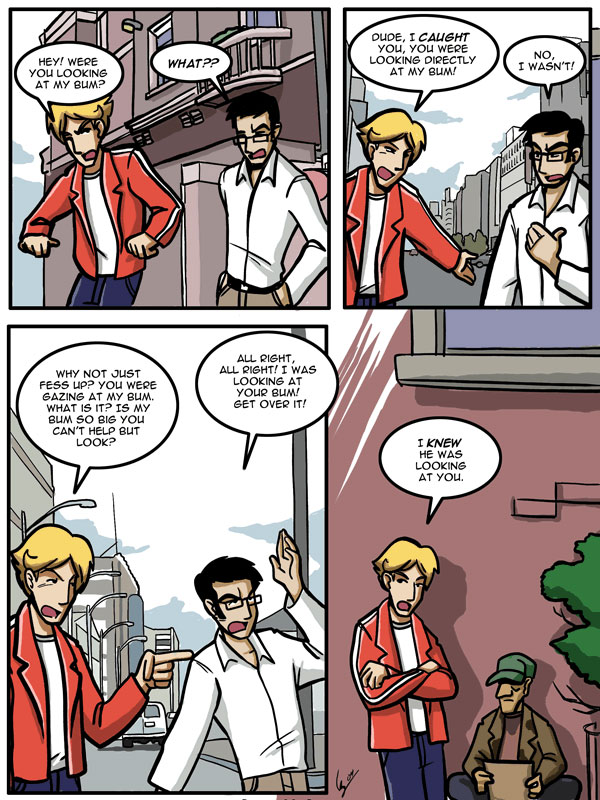 HEY! WERE
YOU LOOKING
AT MY BUM?
WHAT??
DUDE, I CAUGHT
YOU, YOU WERE
LOOKING DIRECTLY
AT MY BUM!
NO,
I WASN'T!
WHY NOT JUST
FESS UP? YOU WERE
GAZING AT MY BUM.
WHAT IS IT? IS MY
BUM SO BIG YOU
CAN'T HELP BUT
LOOK?
ALL RIGHT,
ALL RIGHT! I WAS
LOOKING AT
YOUR BUM!
GET OVER IT!
I KNEW
HE WAS
LOOKING
AT YOU.